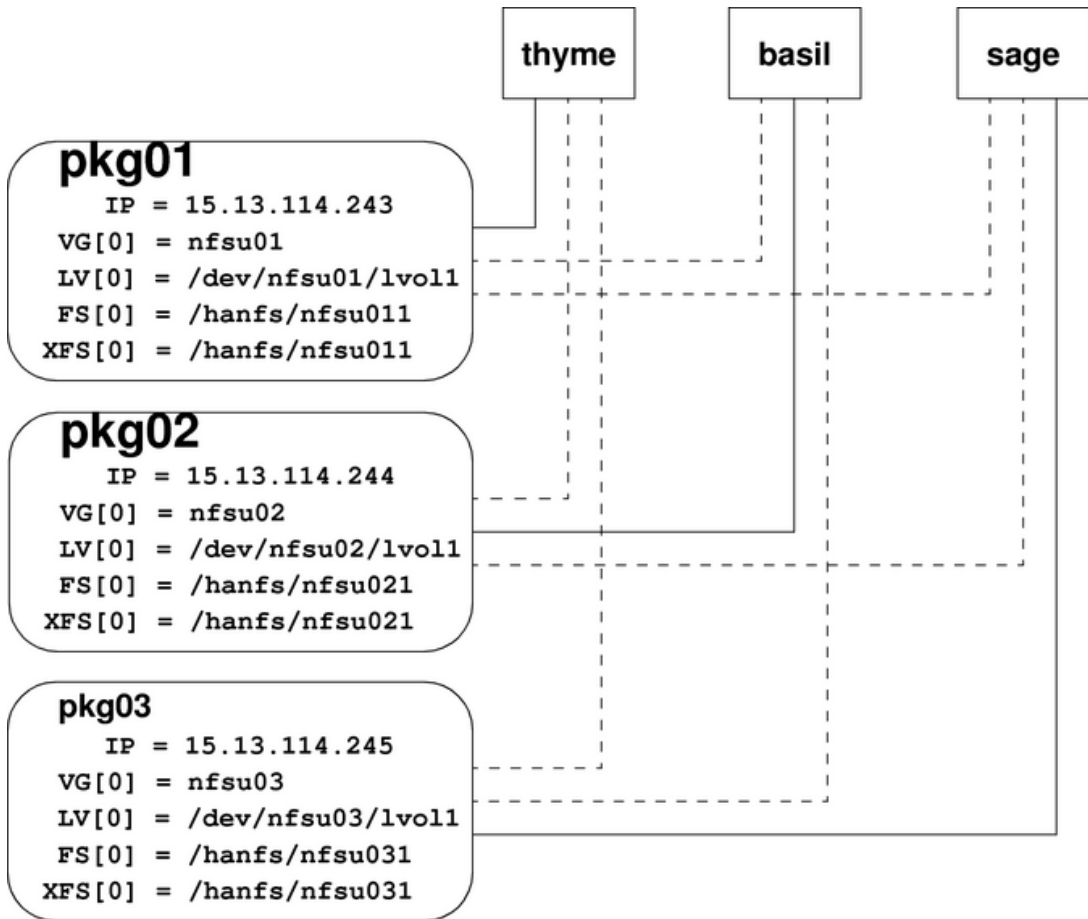 thyme
basil
sage
pkg01
IP = 15.13.114.243
VG[0] = nfsu01
LV[0] = /dev/nfsu01/lvol1
FS[0] = /hanfs/nfsu011
XFS[0] = /hanfs/nfsu011
pkg02
IP = 15.13.114.244
VG[0] = nfsu02
LV[0] = /dev/nfsu02/lvol1
FS[0] = /hanfs/nfsu021
XFS[0] = /hanfs/nfsu021
pkg03
IP = 15.13.114.245
VG[0] = nfsu03
LV[0] = /dev/nfsu03/lvol1
FS[0] = /hanfs/nfsu031
XFS[0] = /hanfs/nfsu031